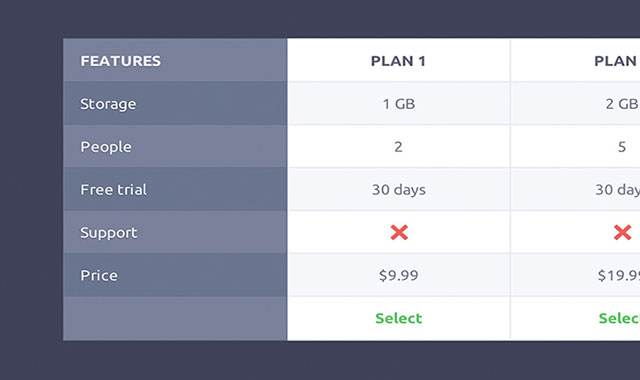 FEATURES PLAN 1 PLAN
Storage 1 GB 2 GB
People 2 5
Free trial 30 days 30 day
Support
Price $9.99 $19.9
Select Selec